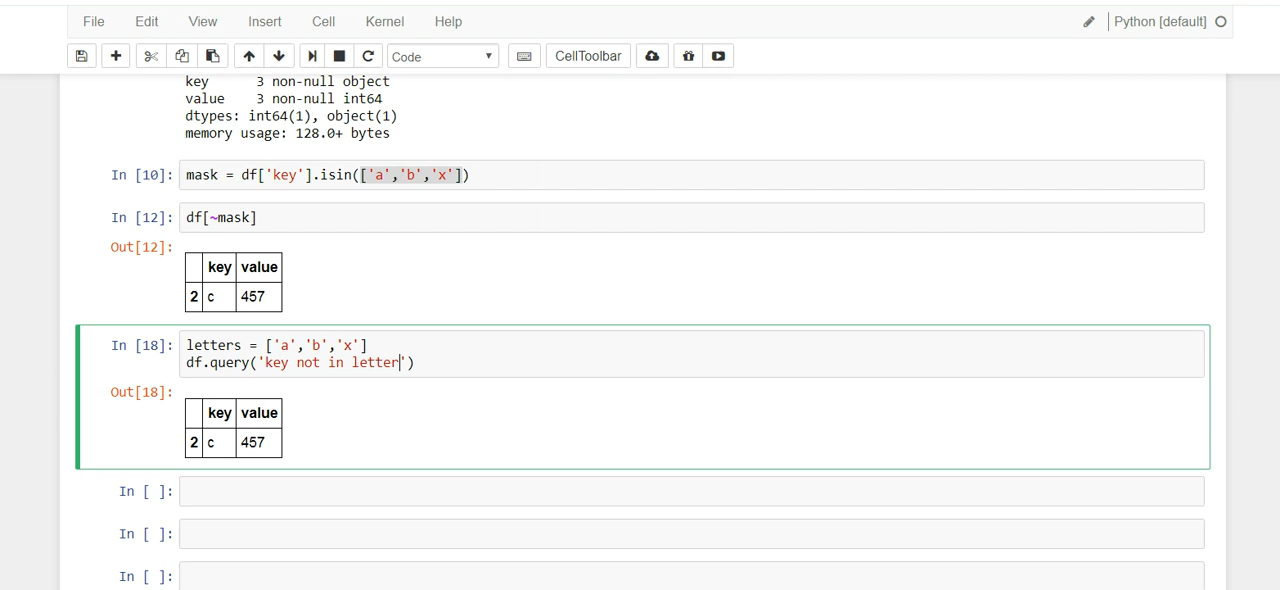 File Edit View Insert Cell Kernel Help Python [default]
Code CellToolbar
key 3 non-null object
value 3 non-null int64
dtypes: int64(1), object(1)
memory usage: 128.0+ bytes
In [10]: mask = df['key'].isin(['a','b','x'])
In [12]: df[~mask]
Out[12]:
key value
2 c 457
In [18]: letters = ['a','b','x']
df.query('key not in letter')
Out[18]:
key value
2 c 457
In [ ]:
In [ ]:
In [ ]: